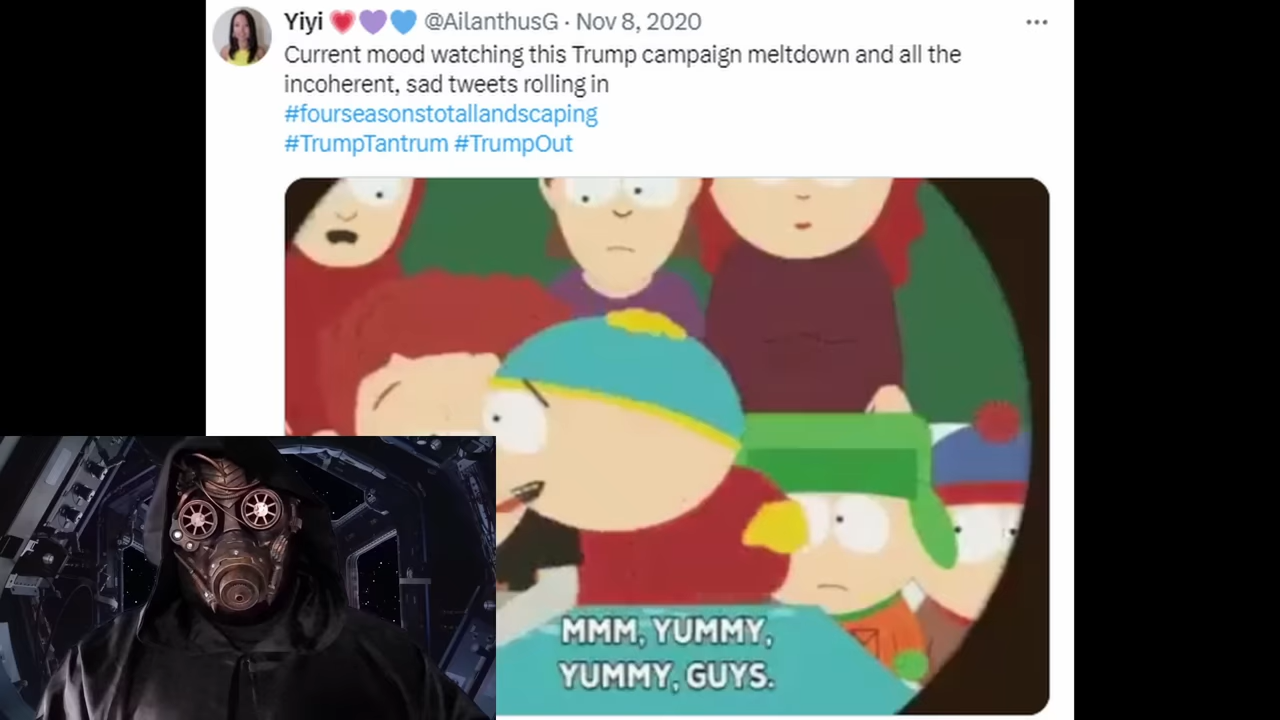 Yiyi 💗💜💙 @AilanthusG · Nov 8, 2020
Current mood watching this Trump campaign meltdown and all the
incoherent, sad tweets rolling in
#fourseasonstotallandscaping
#TrumpTantrum #TrumpOut
MMM, YUMMY,
YUMMY, GUYS.